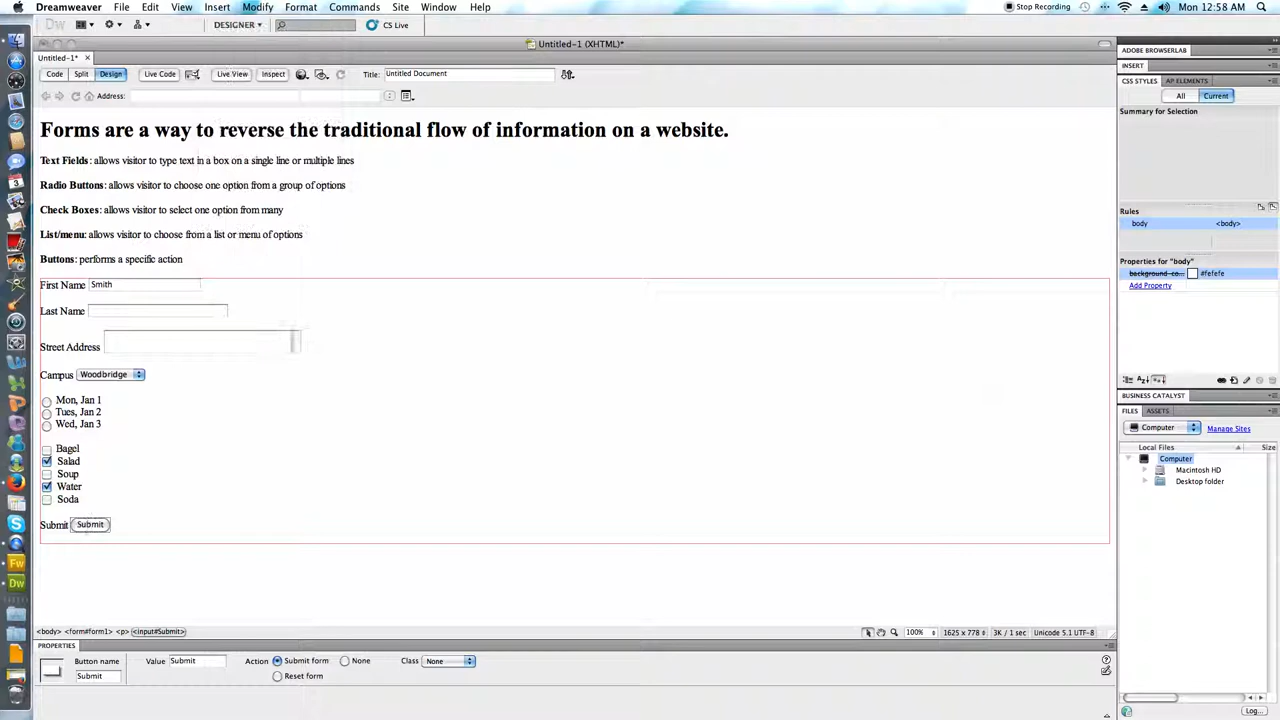 Dreamweaver File Edit View Insert Modify Format Commands Site Window Help Stop Recording Mon 12:58 AM
Dw DESIGNER CS Live
Untitled-1 (XHTML)*
Untitled-1*
Code Split Design Live Code Live View Inspect Title: Untitled Document
Address:
Forms are a way to reverse the traditional flow of information on a website.
Text Fields: allows visitor to type text in a box on a single line or multiple lines
Radio Buttons: allows visitor to choose one option from a group of options
Check Boxes: allows visitor to select one option from many
List/menu: allows visitor to choose from a list or menu of options
Buttons: performs a specific action
First Name Smith
Last Name
Street Address
Campus Woodbridge
Mon, Jan 1
Tues, Jan 2
Wed, Jan 3
Bagel
Salad
Soup
Water
Soda
Submit Submit
<body> <form#form1> <p> <input#Submit> 100% 1625 x 778 3K / 1 sec Unicode 5.1 UTF-8
PROPERTIES
Button name Value Submit Action Submit form None Class None
Submit Reset form
ADOBE BROWSERLAB
INSERT
CSS STYLES AP ELEMENTS
All Current
Summary for Selection
Rules
body <body>
Properties for "body"
background-co... #fefefe
Add Property
BUSINESS CATALYST
FILES ASSETS
Computer Manage Sites
Local Files Size
Computer
Macintosh HD
Desktop folder
Log...
Fw
Dw